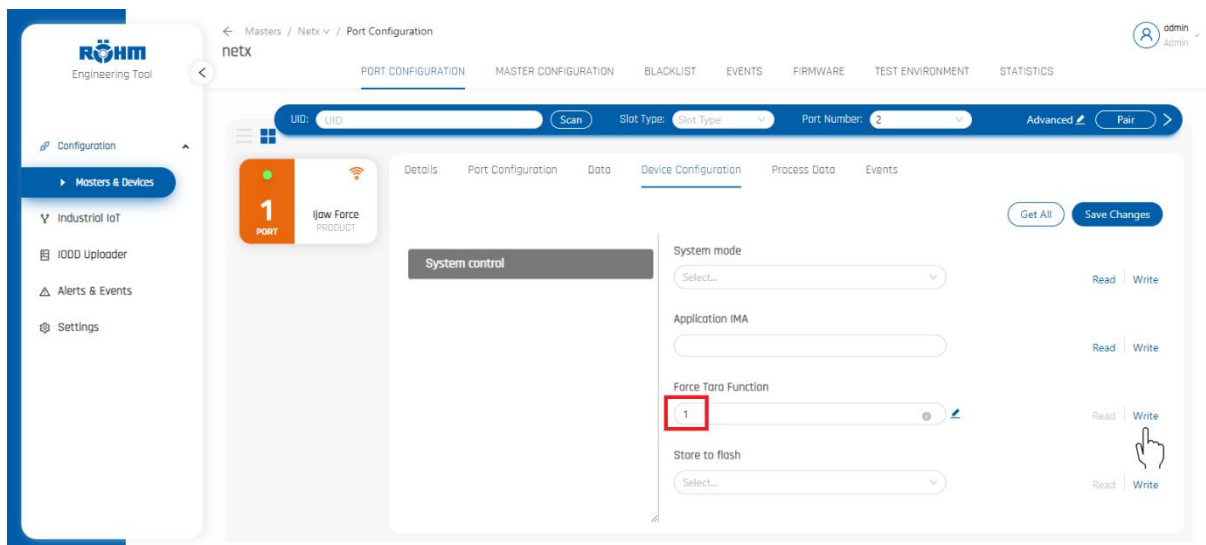 RÖHM
Engineering Tool
Configuration
Masters & Devices
Industrial IoT
IODD Uploader
Alerts & Events
Settings
← Masters / Netx / Port Configuration
netx
admin
Admin
PORT CONFIGURATION MASTER CONFIGURATION BLACKLIST EVENTS FIRMWARE TEST ENVIRONMENT STATISTICS
UID: UID Scan Slot Type: Slot Type Port Number: 2 Advanced Pair
1
PORT
Ijaw Force
PRODUCT
Details Port Configuration Data Device Configuration Process Data Events
Get All Save Changes
System control
System mode
Select... Read Write
Application IMA
Read Write
Force Tara Function
1 Read Write
Store to flash
Select... Read Write